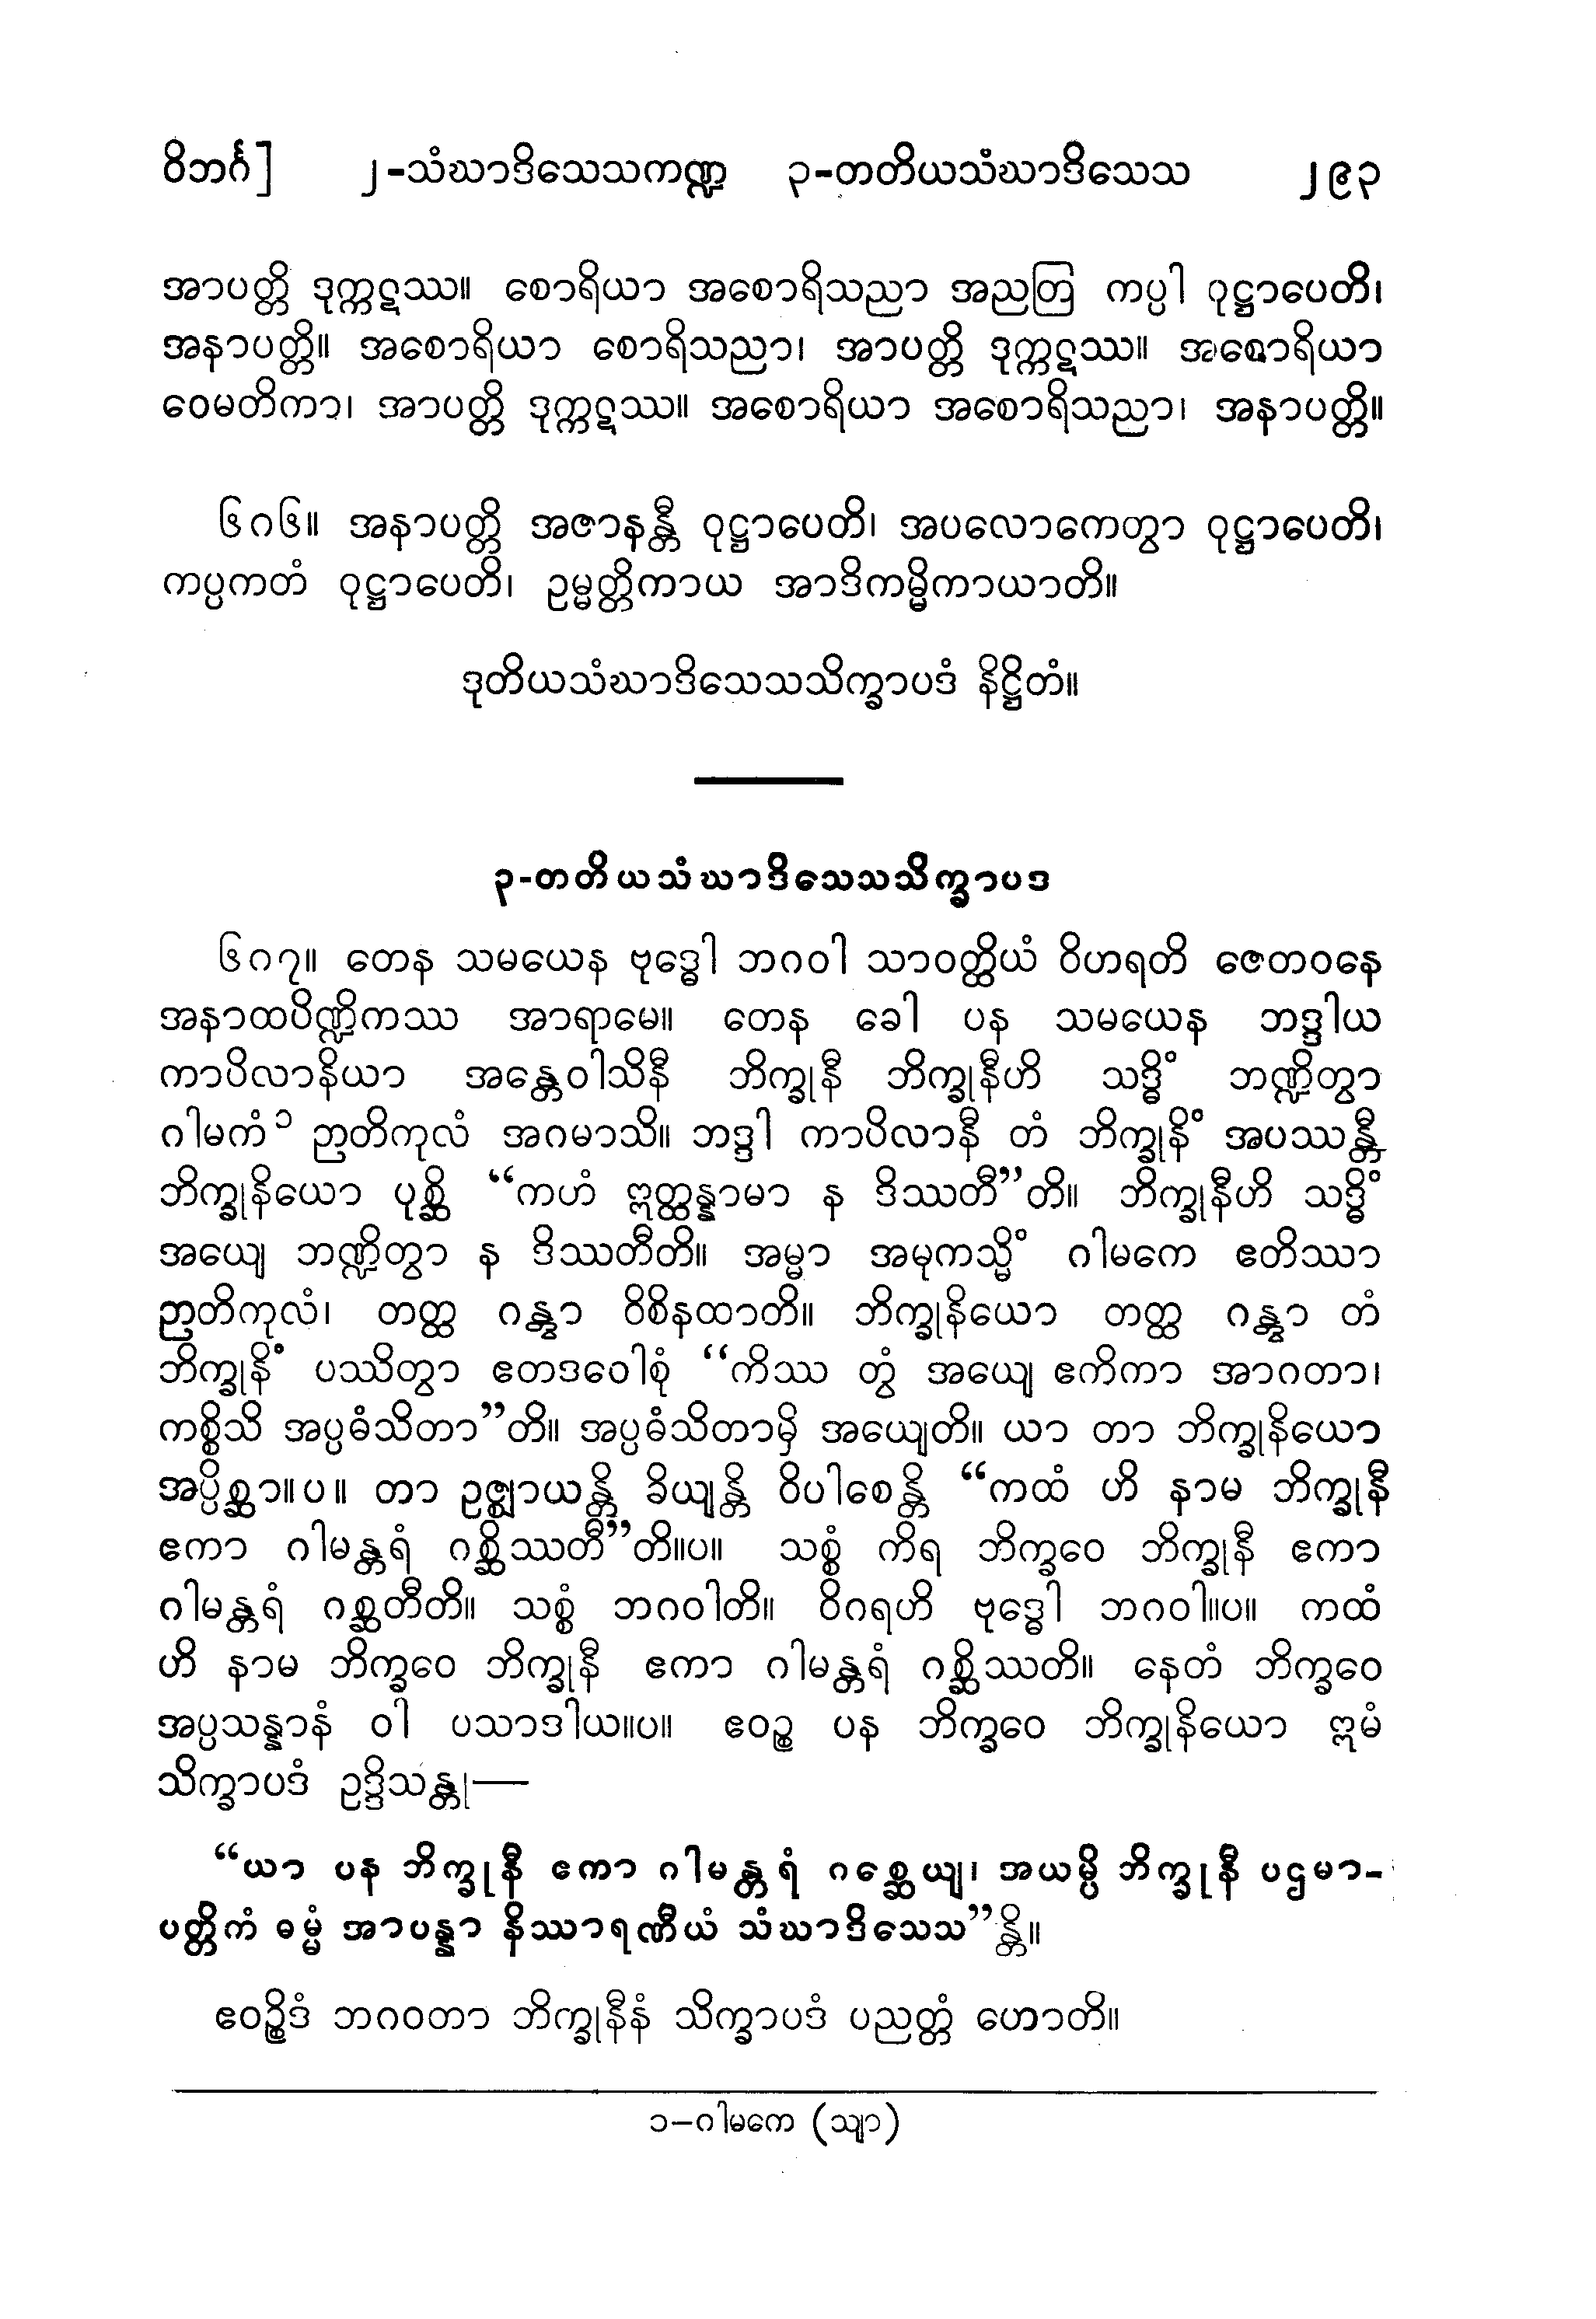 ဝိဘင်္ဂ]   ၂-သံဃာဒိသေသကဏ္ဍ   ၃-တတိယသံဃာဒိသေသ   ၂၉၃
အာပတ္တိ ဒုက္ကဋဿ။ စောရိယာ အစောရိသညာ အညတြ ကပ္ပါ ဝုဋ္ဌာပေတိ၊
အနာပတ္တိ။ အစောရိယာ စောရိသညာ၊ အာပတ္တိ ဒုက္ကဋဿ။ အစောရိယာ
ဝေမတိကာ၊ အာပတ္တိ ဒုက္ကဋဿ။ အစောရိယာ အစောရိသညာ၊ အနာပတ္တိ။
၆၈၆။ အနာပတ္တိ အဇာနန္တီ ဝုဋ္ဌာပေတိ၊ အပလောကေတွာ ဝုဋ္ဌာပေတိ၊
ကပ္ပကတံ ဝုဋ္ဌာပေတိ၊ ဥမ္မတ္တိကာယ အာဒိကမ္မိကာယာတိ။
ဒုတိယသံဃာဒိသေသသိက္ခာပဒံ နိဋ္ဌိတံ။
၃-တတိယသံဃာဒိသေသသိက္ခာပဒ
၆၈၇။ တေန သမယေန ဗုဒ္ဓေါ ဘဂဝါ သာဝတ္ထိယံ ဝိဟရတိ ဇေတဝနေ
အနာထပိဏ္ဍိကဿ အာရာမေ။ တေန ခေါ ပန သမယေန ဘဒ္ဒါယ
ကာပိလာနိယာ အန္တေဝါသိနီ ဘိက္ခုနီ ဘိက္ခုနီဟိ သဒ္ဓိံ ဘဏ္ဍိတွာ
ဂါမကံ၁ ဉာတိကုလံ အဂမာသိ။ ဘဒ္ဒါ ကာပိလာနီ တံ ဘိက္ခုနိံ အပဿန္တီ
ဘိက္ခုနိယော ပုစ္ဆိ “ကဟံ ဣတ္ထန္နာမာ န ဒိဿတီ”တိ။ ဘိက္ခုနီဟိ သဒ္ဓိံ
အယျေ ဘဏ္ဍိတွာ န ဒိဿတီတိ။ အမ္မာ အမုကသ္မိံ ဂါမကေ ဧတိဿာ
ဉာတိကုလံ၊ တတ္ထ ဂန္တွာ ဝိစိနထာတိ။ ဘိက္ခုနိယော တတ္ထ ဂန္တွာ တံ
ဘိက္ခုနိံ ပဿိတွာ ဧတဒဝေါစုံ “ကိဿ တွံ အယျေ ဧကိကာ အာဂတာ၊
ကစ္စိသိ အပ္ပဓံသိတာ”တိ။ အပ္ပဓံသိတာမှိ အယျေတိ။ ယာ တာ ဘိက္ခုနိယော
အပ္ပိစ္ဆာ။ပ။ တာ ဥဇ္ဈာယန္တိ ခိယျန္တိ ဝိပါစေန္တိ “ကထံ ဟိ နာမ ဘိက္ခုနီ
ဧကာ ဂါမန္တရံ ဂစ္ဆိဿတီ”တိ။ပ။ သစ္စံ ကိရ ဘိက္ခဝေ ဘိက္ခုနီ ဧကာ
ဂါမန္တရံ ဂစ္ဆတီတိ။ သစ္စံ ဘဂဝါတိ။ ဝိဂရဟိ ဗုဒ္ဓေါ ဘဂဝါ။ပ။ ကထံ
ဟိ နာမ ဘိက္ခဝေ ဘိက္ခုနီ ဧကာ ဂါမန္တရံ ဂစ္ဆိဿတိ။ နေတံ ဘိက္ခဝေ
အပ္ပသန္နာနံ ဝါ ပသာဒါယ။ပ။ ဧဝဉ္စ ပန ဘိက္ခဝေ ဘိက္ခုနိယော ဣမံ
သိက္ခာပဒံ ဥဒ္ဒိသန္တု—
“ယာ ပန ဘိက္ခုနီ ဧကာ ဂါမန္တရံ ဂစ္ဆေယျ၊ အယမ္ပိ ဘိက္ခုနီ ပဌမာ-
ပတ္တိကံ ဓမ္မံ အာပန္နာ နိဿာရဏီယံ သံဃာဒိသေသ”န္တိ။
ဧဝဉ္စိဒံ ဘဂဝတာ ဘိက္ခုနီနံ သိက္ခာပဒံ ပညတ္တံ ဟောတိ။
၁–ဂါမကေ (သျာ)